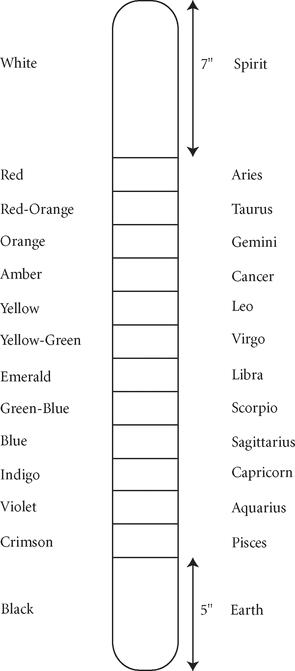 White 7" Spirit
Red Aries
Red-Orange Taurus
Orange Gemini
Amber Cancer
Yellow Leo
Yellow-Green Virgo
Emerald Libra
Green-Blue Scorpio
Blue Sagittarius
Indigo Capricorn
Violet Aquarius
Crimson Pisces
Black 5" Earth